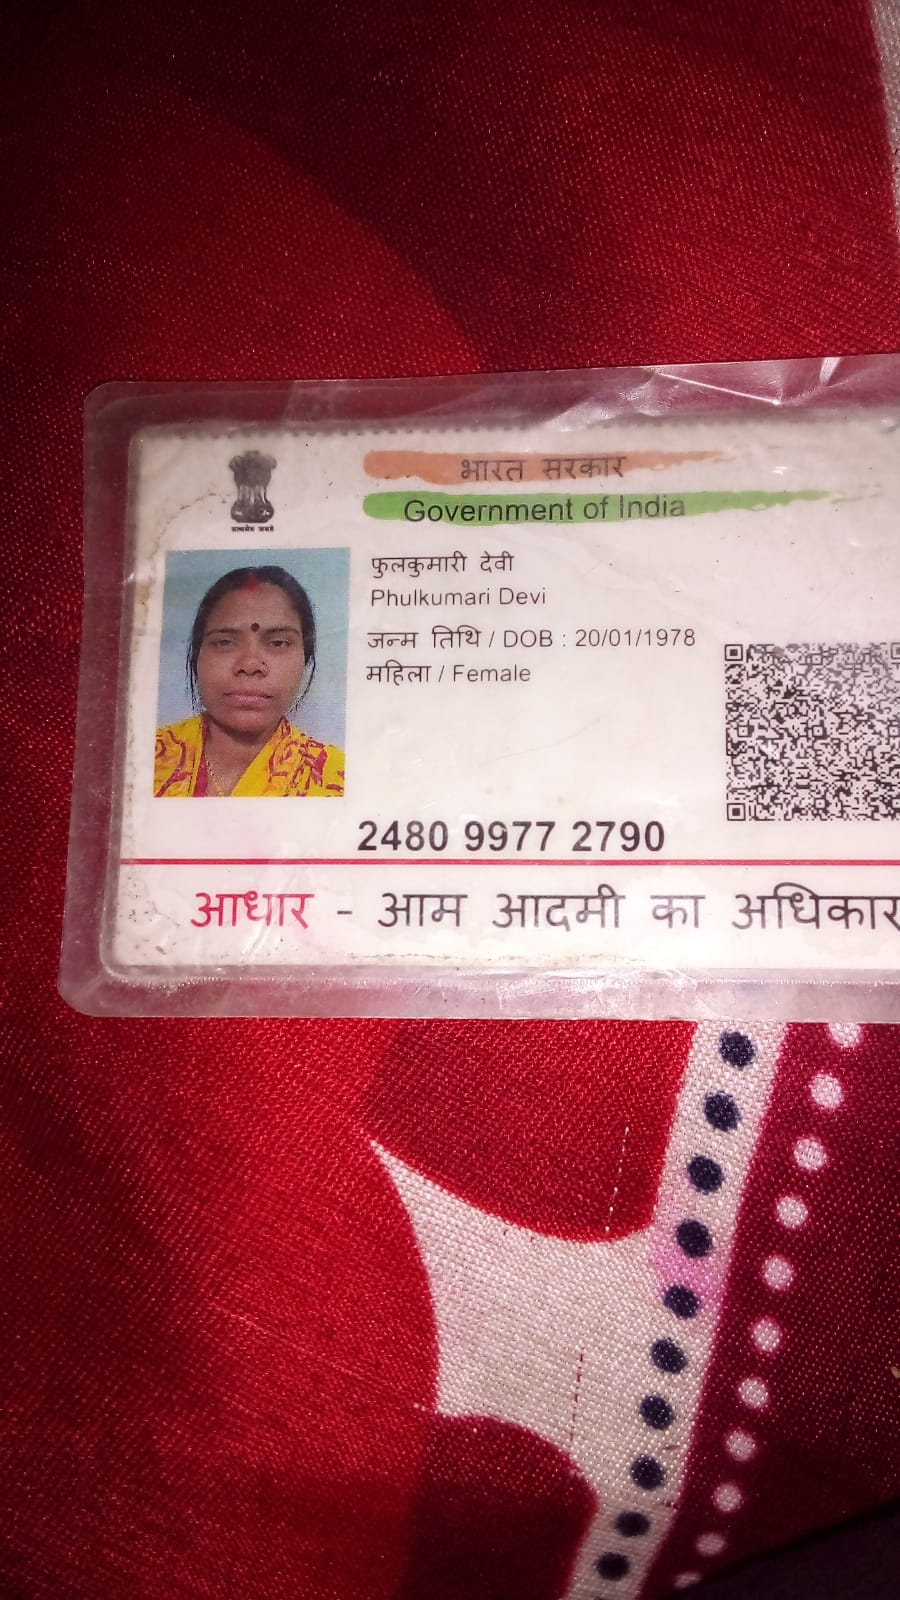 भारत सरकार
Government of India
सत्यमेव जयते
फुलकुमारी देवी
Phulkumari Devi
जन्म तिथि / DOB : 20/01/1978
महिला / Female
2480 9977 2790
आधार - आम आदमी का अधिकार